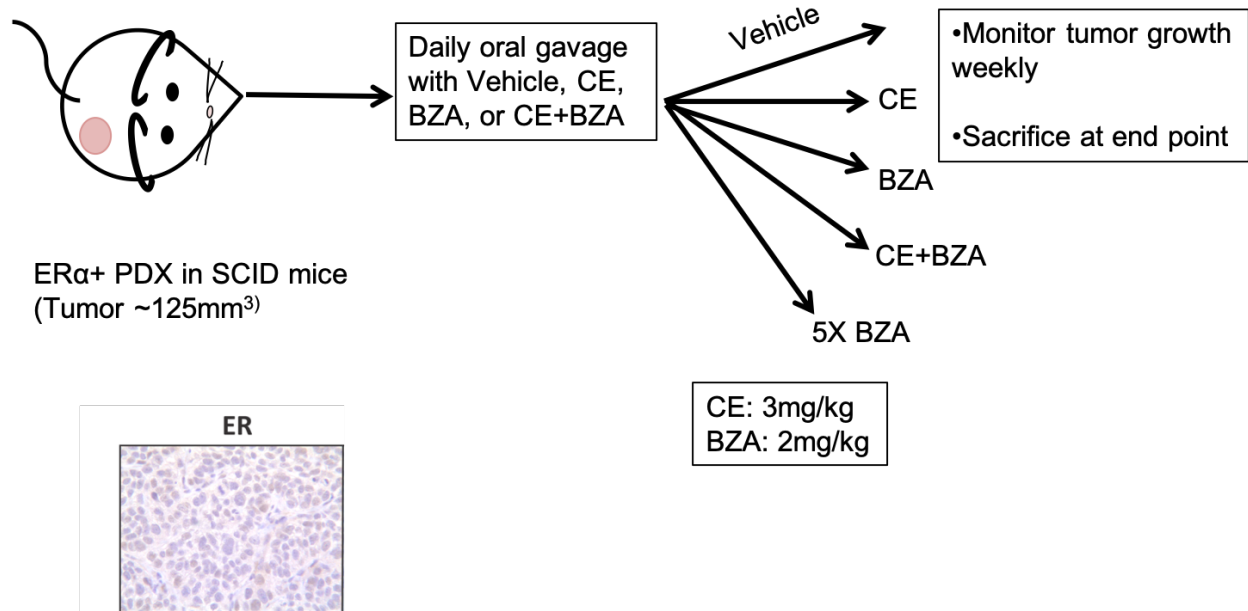 Daily oral gavage
with Vehicle, CE,
BZA, or CE+BZA
Vehicle
CE
BZA
CE+BZA
5X BZA
•Monitor tumor growth
weekly
•Sacrifice at end point
ERα+ PDX in SCID mice
(Tumor ~125mm³⁾
CE: 3mg/kg
BZA: 2mg/kg
ER